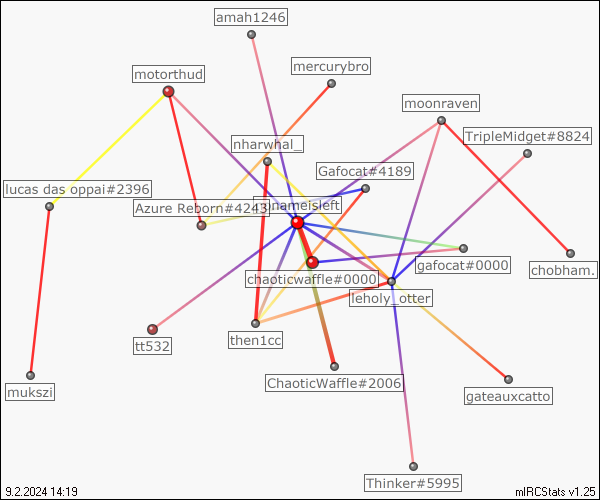 amah1246
mercurybro
motorthud
moonraven
TripleMidget#8824
nharwhal_
Gafocat#4189
lucas das oppai#2396
Azure Reborn#4243
nameisleft
gafocat#0000
chobham.
chaoticwaffle#0000
leholy_otter
tt532
then1cc
ChaoticWaffle#2006
mukszi
gateauxcatto
Thinker#5995
9.2.2024 14:19
mIRCStats v1.25